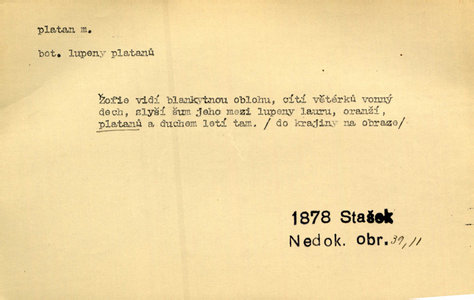 platan m.
bot. lupeny platanů
Žofie vidí blankytnou oblohu, cítí větérků vonný
dech, slyší šum jeho mezi lupeny lauru, oranží,
platanů a duchem letí tam. / do krajiny na obraze/
1878 Stašek
Nedok. obr. 39,11